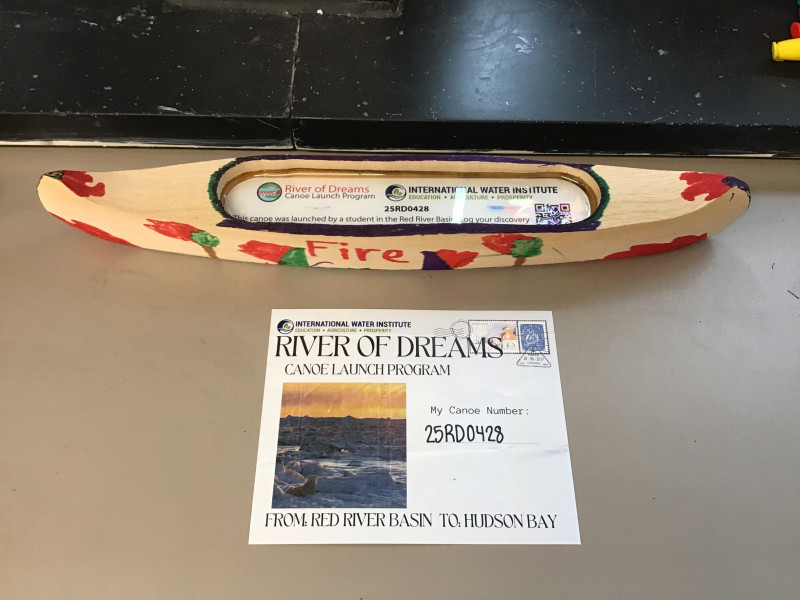 River of Dreams
Canoe Launch Program
INTERNATIONAL WATER INSTITUTE
EDUCATION • AGRICULTURE • PROSPERITY
25RD0428
This canoe was launched by a student in the Red River Basin. Log your discovery
Fire
INTERNATIONAL WATER INSTITUTE
EDUCATION • AGRICULTURE • PROSPERITY
RIVER OF DREAMS
CANOE LAUNCH PROGRAM
My Canoe Number:
25RD0428
FROM: RED RIVER BASIN TO: HUDSON BAY